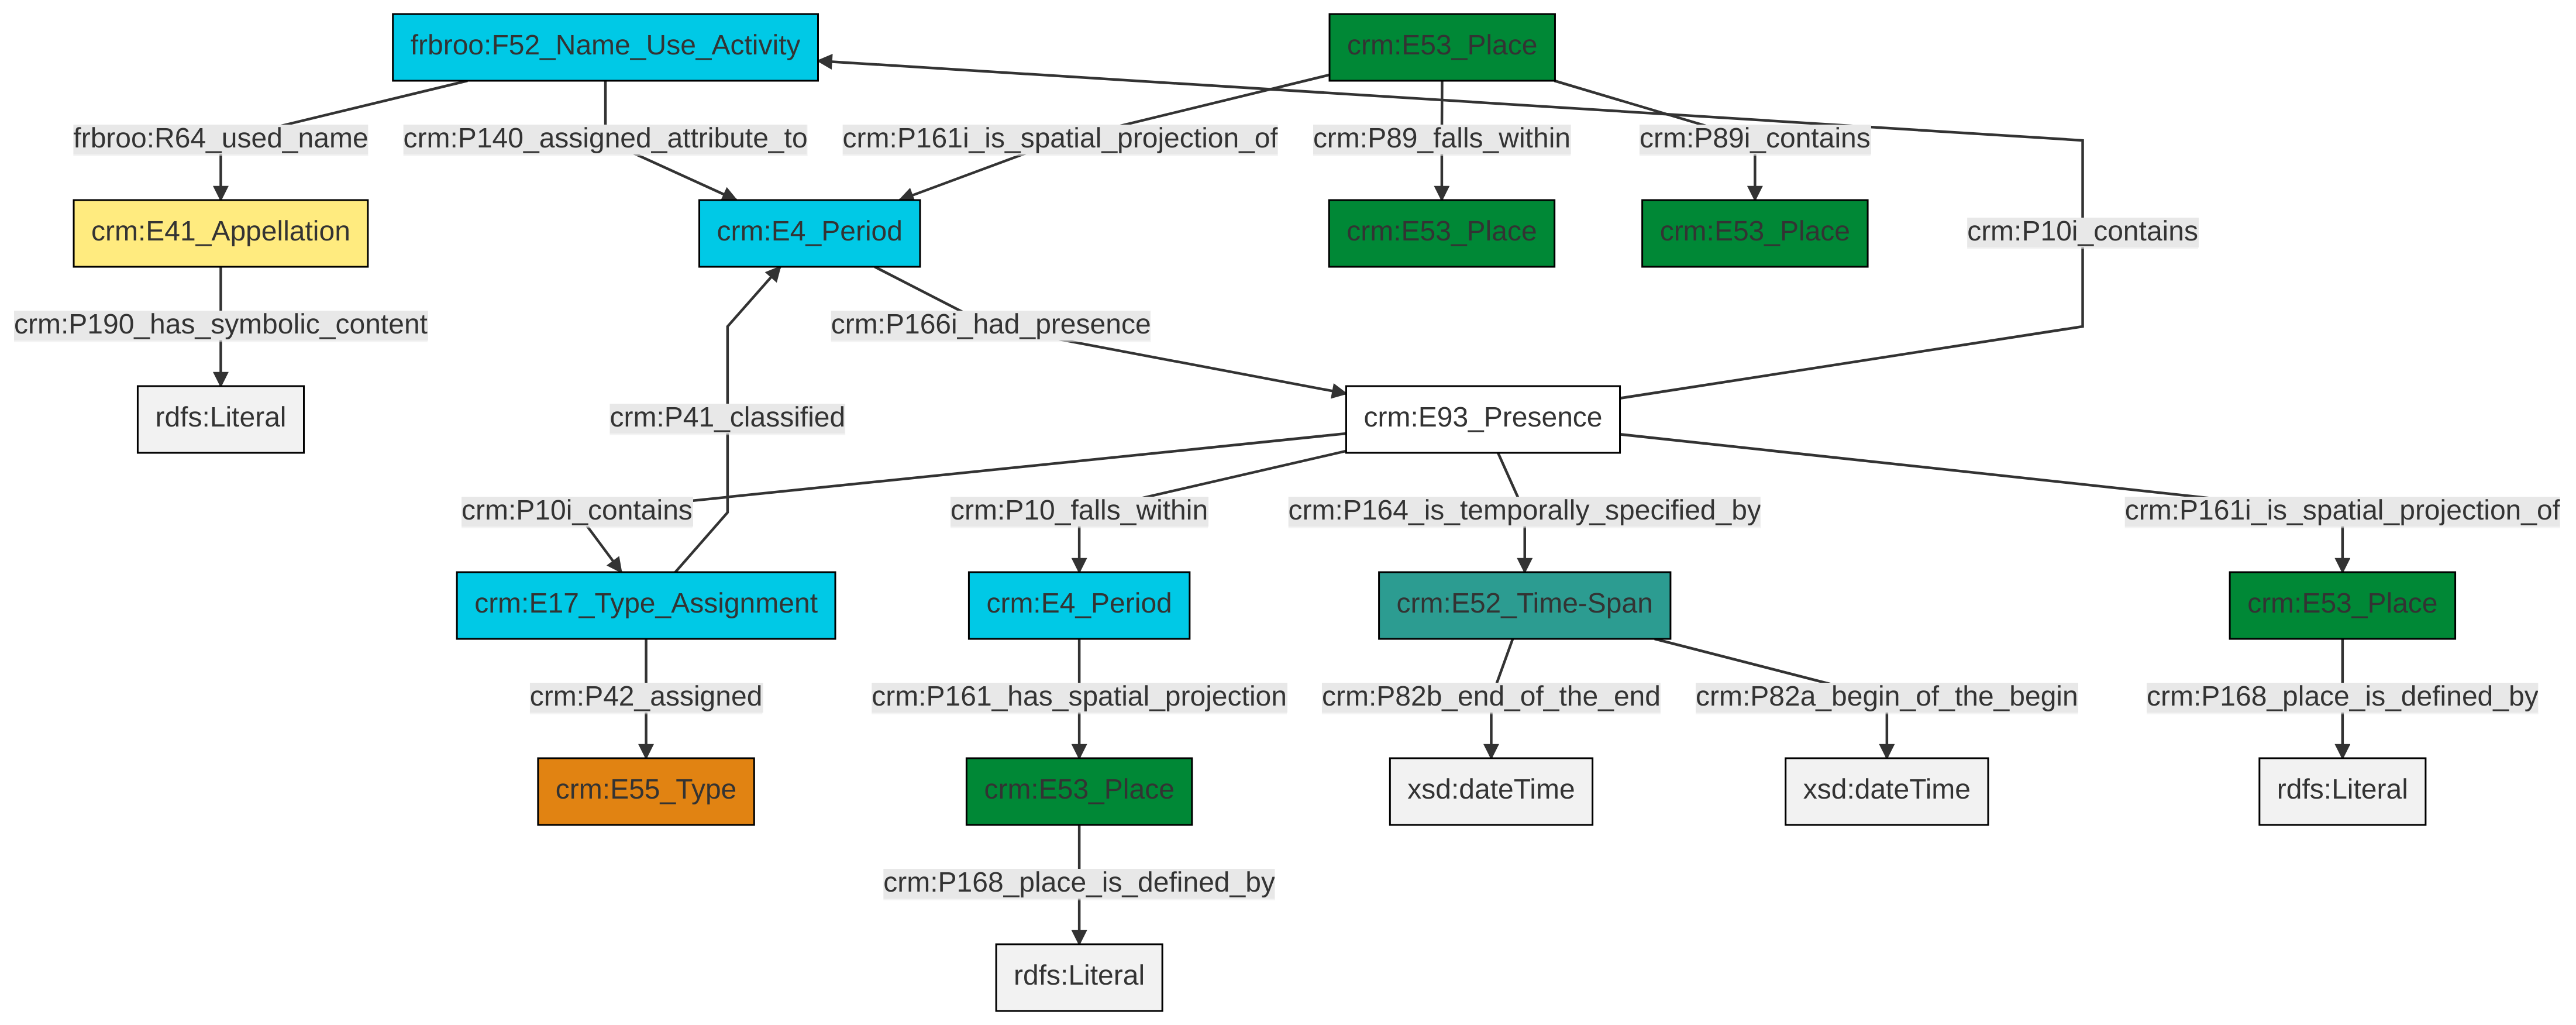 frbroo:F52_Name_Use_Activity
crm:E53_Place
frbroo:R64_used_name
crm:P140_assigned_attribute_to
crm:P161i_is_spatial_projection_of
crm:P89_falls_within
crm:P89i_contains
crm:E41_Appellation
crm:E4_Period
crm:E53_Place
crm:E53_Place
crm:P10i_contains
crm:P190_has_symbolic_content
crm:P166i_had_presence
rdfs:Literal
crm:P41_classified
crm:E93_Presence
crm:P10i_contains
crm:P10_falls_within
crm:P164_is_temporally_specified_by
crm:P161i_is_spatial_projection_of
crm:E17_Type_Assignment
crm:E4_Period
crm:E52_Time-Span
crm:E53_Place
crm:P42_assigned
crm:P161_has_spatial_projection
crm:P82b_end_of_the_end
crm:P82a_begin_of_the_begin
crm:P168_place_is_defined_by
crm:E55_Type
crm:E53_Place
xsd:dateTime
xsd:dateTime
rdfs:Literal
crm:P168_place_is_defined_by
rdfs:Literal